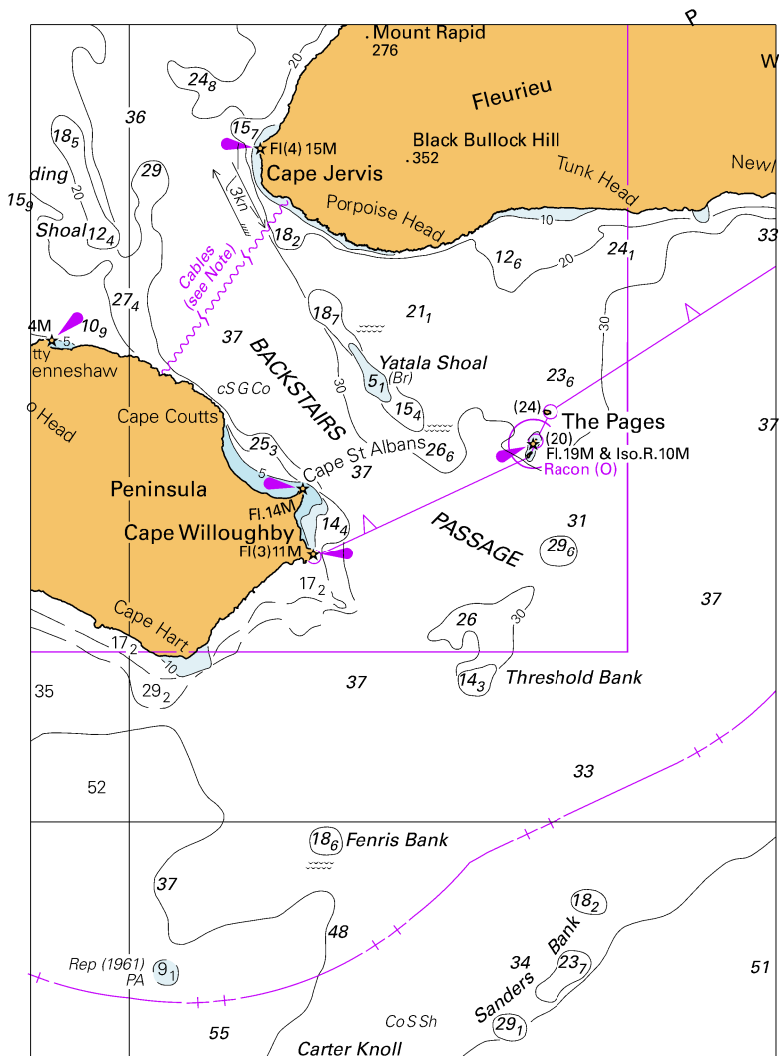 P
Mount Rapid
276
W
20
24₈
Fleurieu
36
15₇
18₅
Fl(4) 15M
Black Bullock Hill
352
Cape Jervis
Tunk Head
Newl
ding
29
3kn
20
15₉
Porpoise Head
10
Shoal
12₄
18₂
33
24₁
12₆
20
Cables
(see Note)
27₄
18₇
21₁
30
4M
10₉
5
37
tty
enneshaw
BACKSTAIRS
PASSAGE
Yatala Shoal
5₁
(Br)
cSGCo
30
23₆
15₄
(24)
The Pages
o Head
Cape Coutts
37
(20)
25₃
Cape St Albans
26₆
Fl.19M & Iso.R.10M
Racon (O)
37
5
Peninsula
Fl.14M
14₄
31
Cape Willoughby
Fl(3)11M
29₆
17₂
37
Cape Hart
26
30
17₂
10
14₃
Threshold Bank
35
29₂
37
33
52
18₆
Fenris Bank
37
18₂
48
Sanders Bank
Rep (1961)
PA
9₁
34
23₇
51
CoSSh
29₁
55
Carter Knoll